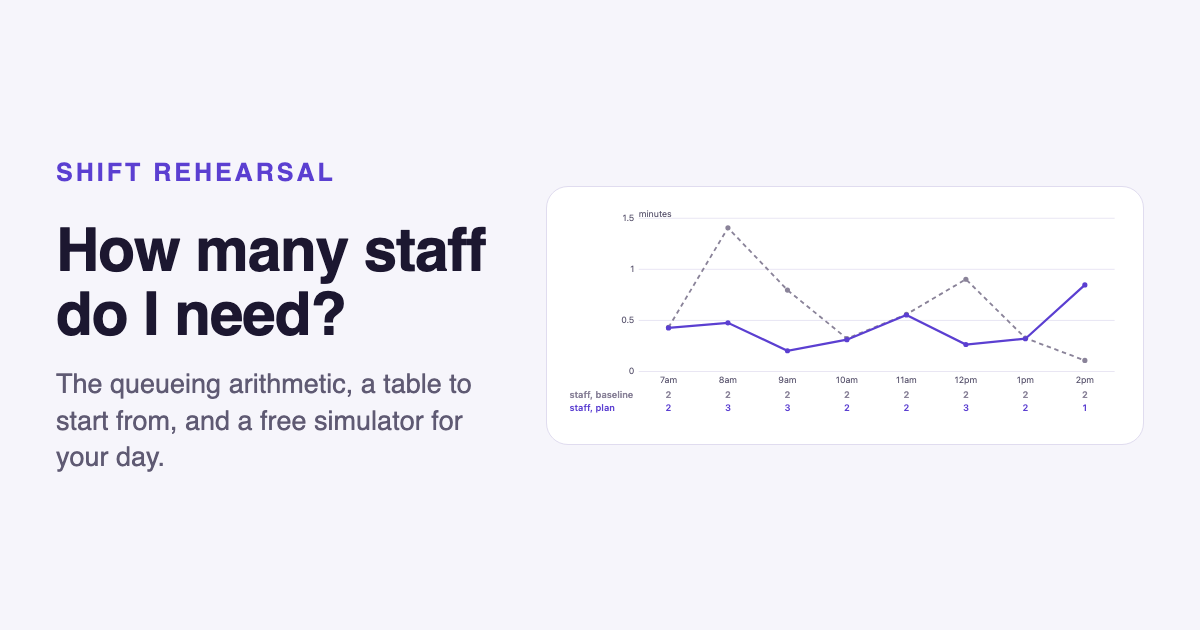 SHIFT REHEARSAL
How many staff
do I need?
The queueing arithmetic, a table to
start from, and a free simulator for
your day.
minutes
1.5
1
0.5
0
7am 8am 9am 10am 11am 12pm 1pm 2pm
staff, baseline 2 2 2 2 2 2 2 2
staff, plan 2 3 3 2 2 3 2 1